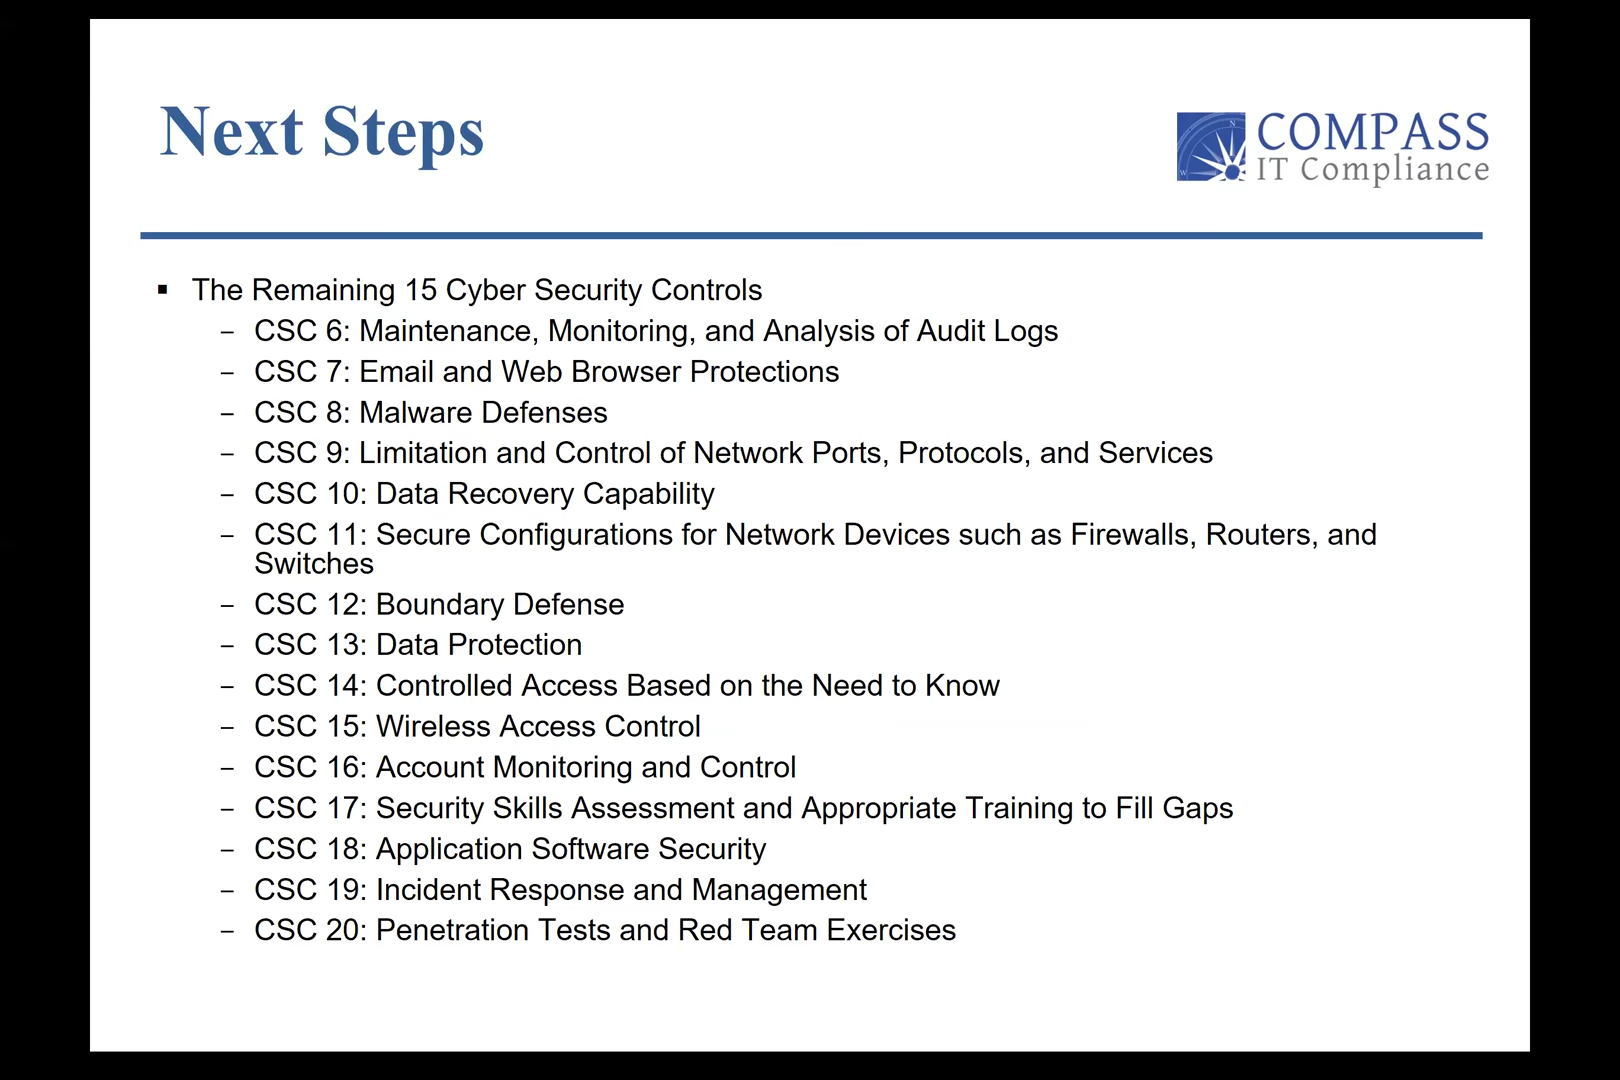 Next Steps
COMPASS
IT Compliance
▪ The Remaining 15 Cyber Security Controls
– CSC 6: Maintenance, Monitoring, and Analysis of Audit Logs
– CSC 7: Email and Web Browser Protections
– CSC 8: Malware Defenses
– CSC 9: Limitation and Control of Network Ports, Protocols, and Services
– CSC 10: Data Recovery Capability
– CSC 11: Secure Configurations for Network Devices such as Firewalls, Routers, and
Switches
– CSC 12: Boundary Defense
– CSC 13: Data Protection
– CSC 14: Controlled Access Based on the Need to Know
– CSC 15: Wireless Access Control
– CSC 16: Account Monitoring and Control
– CSC 17: Security Skills Assessment and Appropriate Training to Fill Gaps
– CSC 18: Application Software Security
– CSC 19: Incident Response and Management
– CSC 20: Penetration Tests and Red Team Exercises